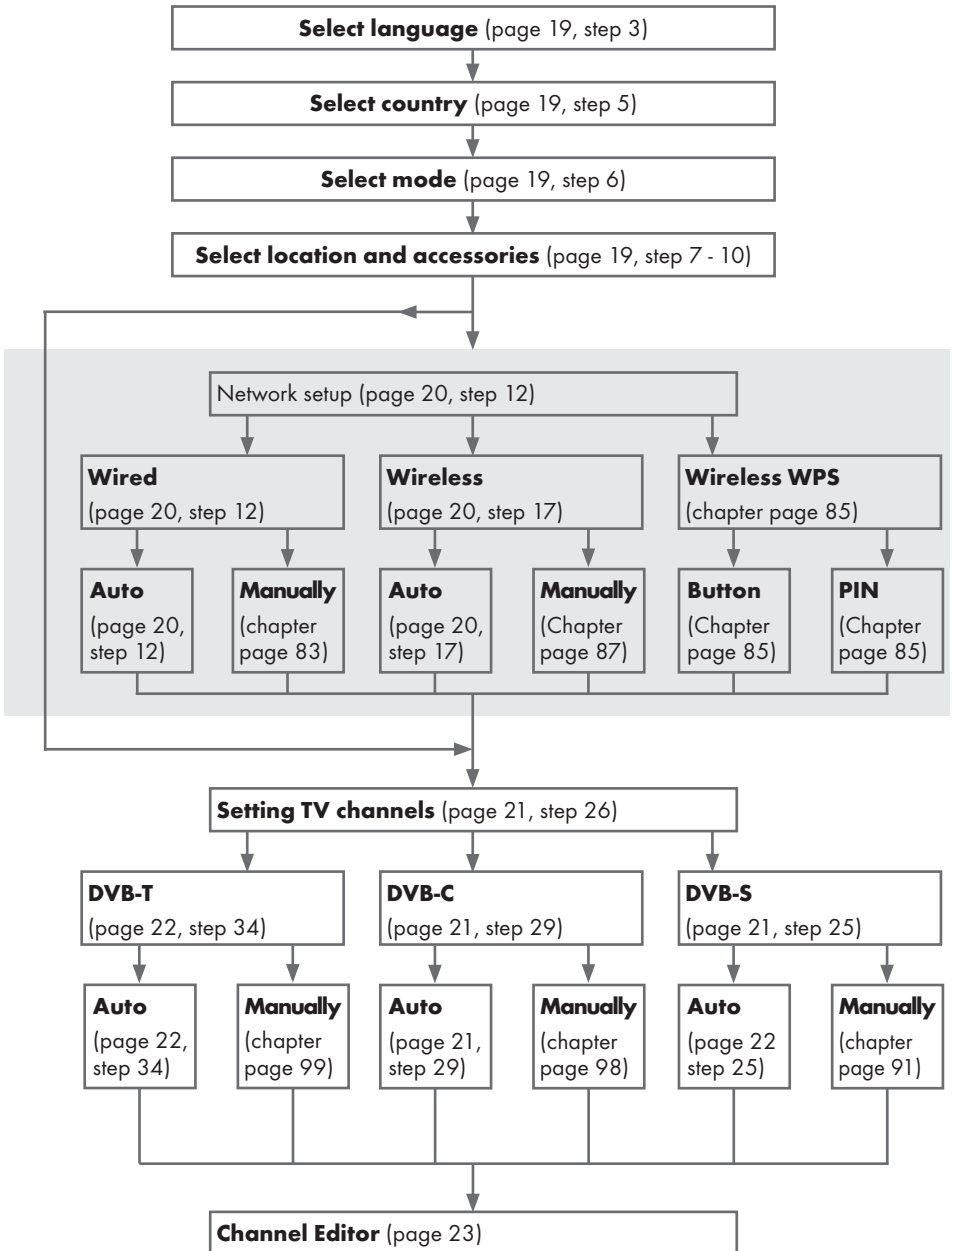 Select language (page 19, step 3)
Select country (page 19, step 5)
Select mode (page 19, step 6)
Select location and accessories (page 19, step 7 - 10)
Network setup (page 20, step 12)
Wired
(page 20, step 12)
Wireless
(page 20, step 17)
Wireless WPS
(chapter page 85)
Auto
(page 20,
step 12)
Manually
(chapter
page 83)
Auto
(page 20,
step 17)
Manually
(Chapter
page 87)
Button
(Chapter
page 85)
PIN
(Chapter
page 85)
Setting TV channels (page 21, step 26)
DVB-T
(page 22, step 34)
DVB-C
(page 21, step 29)
DVB-S
(page 21, step 25)
Auto
(page 22,
step 34)
Manually
(chapter
page 99)
Auto
(page 21,
step 29)
Manually
(chapter
page 98)
Auto
(page 22
step 25)
Manually
(chapter
page 91)
Channel Editor (page 23)